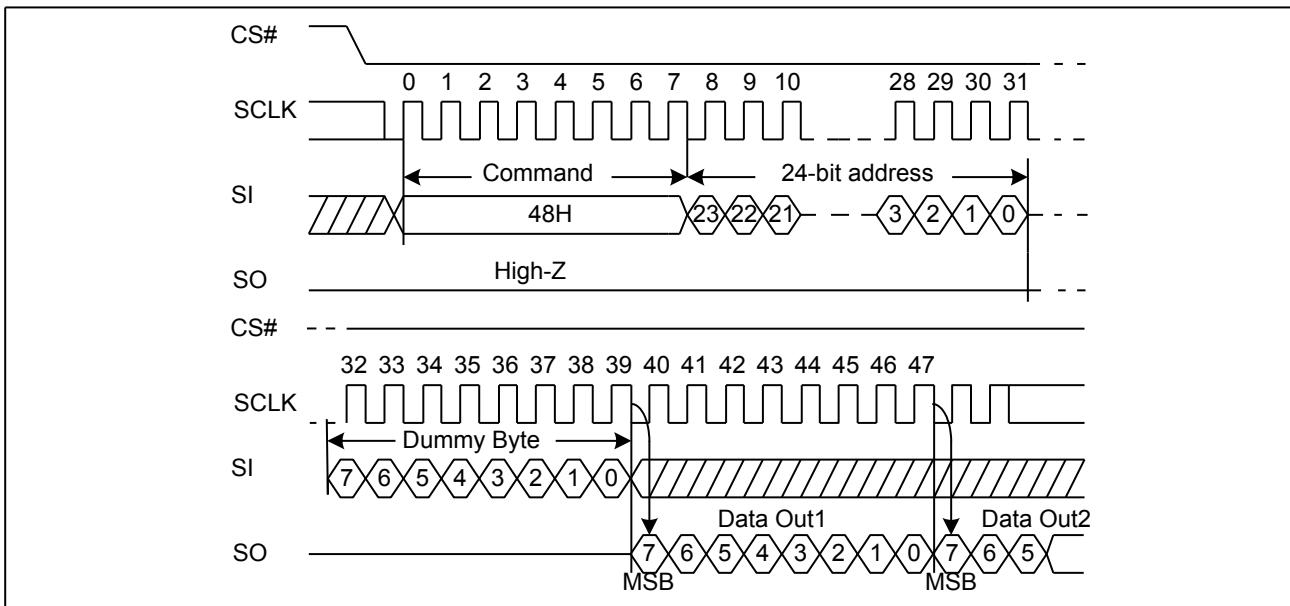 CS#
0 1 2 3 4 5 6 7 8 9 10 28 29 30 31
SCLK
Command 24-bit address
SI
48H 23 22 21 3 2 1 0
High-Z
SO
CS#
32 33 34 35 36 37 38 39 40 41 42 43 44 45 46 47
SCLK
Dummy Byte
SI
7 6 5 4 3 2 1 0
Data Out1 Data Out2
SO
7 6 5 4 3 2 1 0 7 6 5
MSB MSB